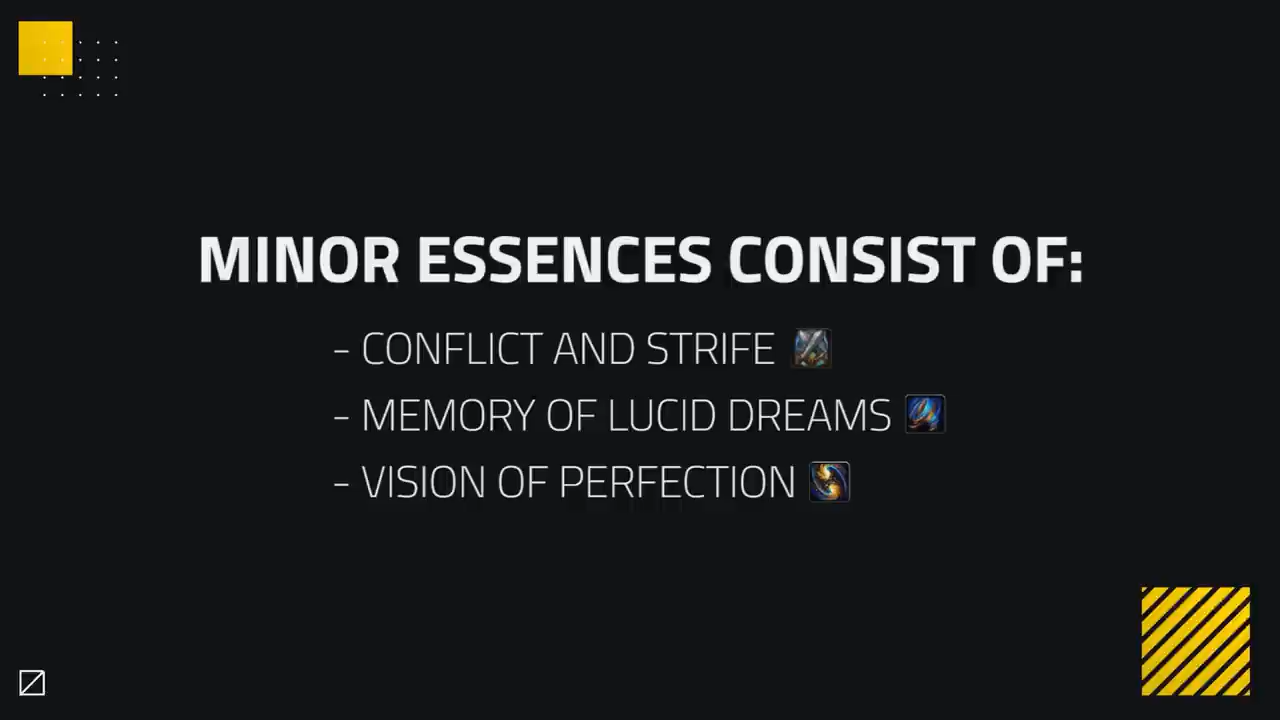 MINOR ESSENCES CONSIST OF:
- CONFLICT AND STRIFE
- MEMORY OF LUCID DREAMS
- VISION OF PERFECTION